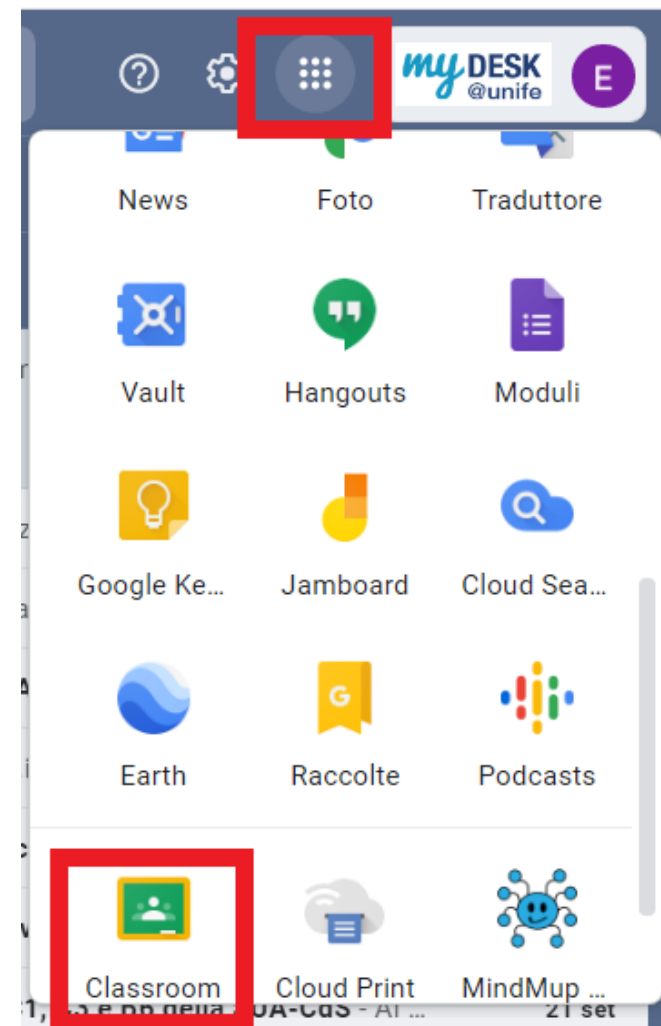 my DESK
@unife
E
News Foto Traduttore
Vault Hangouts Moduli
Google Ke... Jamboard Cloud Sea...
G
Earth Raccolte Podcasts
Classroom Cloud Print MindMup ...
21 set